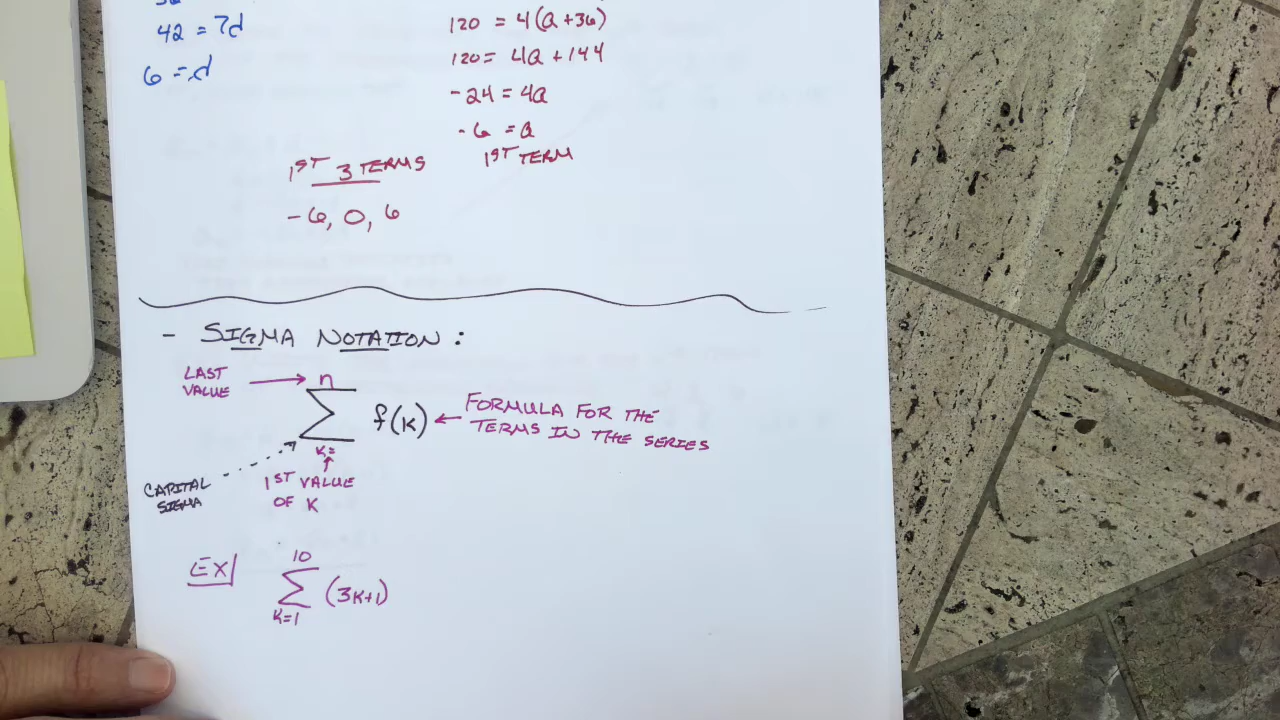 42 = 7d
6 = d
120 = 4(a+36)
120 = 4a + 144
-24 = 4a
-6 = a
1ST TERM
1ST 3 TERMS
-6, 0, 6
- SIGMA NOTATION :
LAST VALUE → n
∑ f(k) ← FORMULA FOR THE
TERMS IN THE SERIES
k=
↑
1ST VALUE
OF K
CAPITAL
SIGMA
EX 10
∑ (3k+1)
k=1